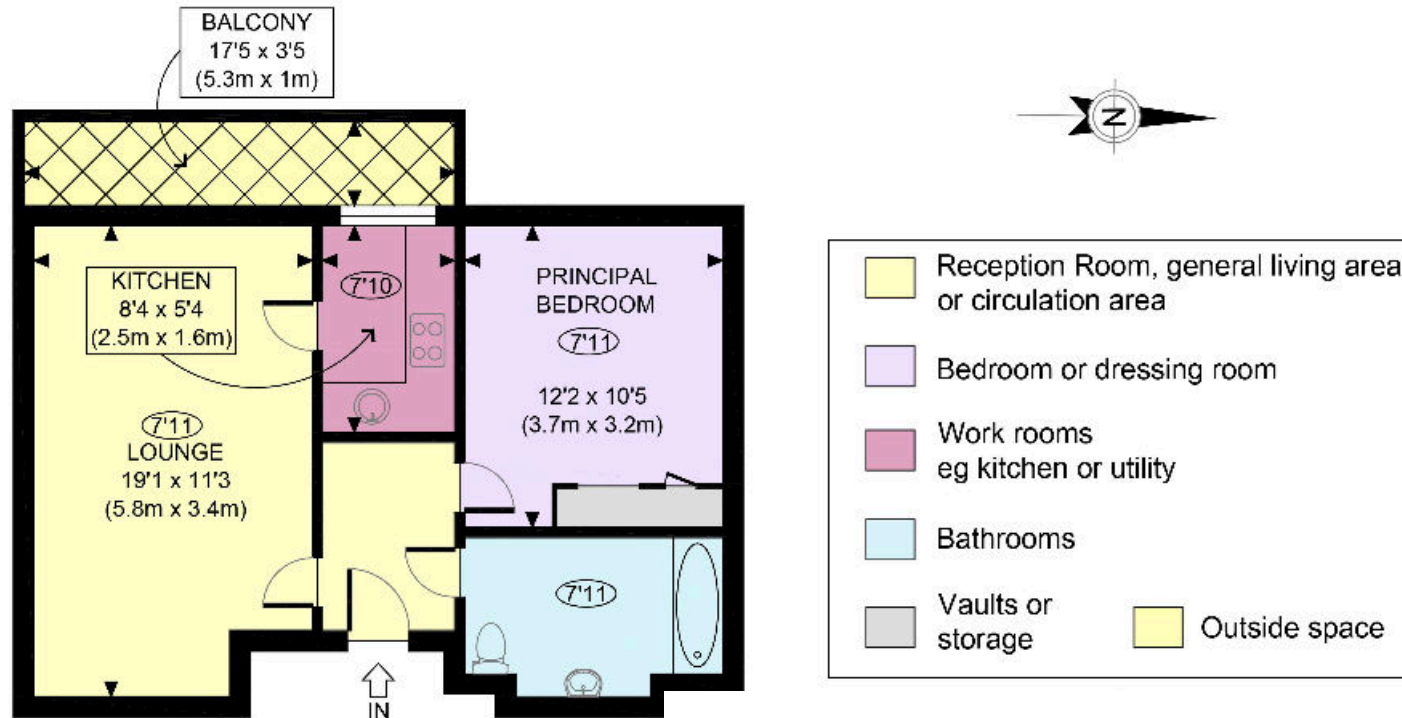 BALCONY
17'5 x 3'5
(5.3m x 1m)
N
KITCHEN
8'4 x 5'4
(2.5m x 1.6m)
7'10
PRINCIPAL
BEDROOM
7'11
12'2 x 10'5
(3.7m x 3.2m)
7'11
LOUNGE
19'1 x 11'3
(5.8m x 3.4m)
7'11
IN
Reception Room, general living area
or circulation area
Bedroom or dressing room
Work rooms
eg kitchen or utility
Bathrooms
Vaults or
storage
Outside space